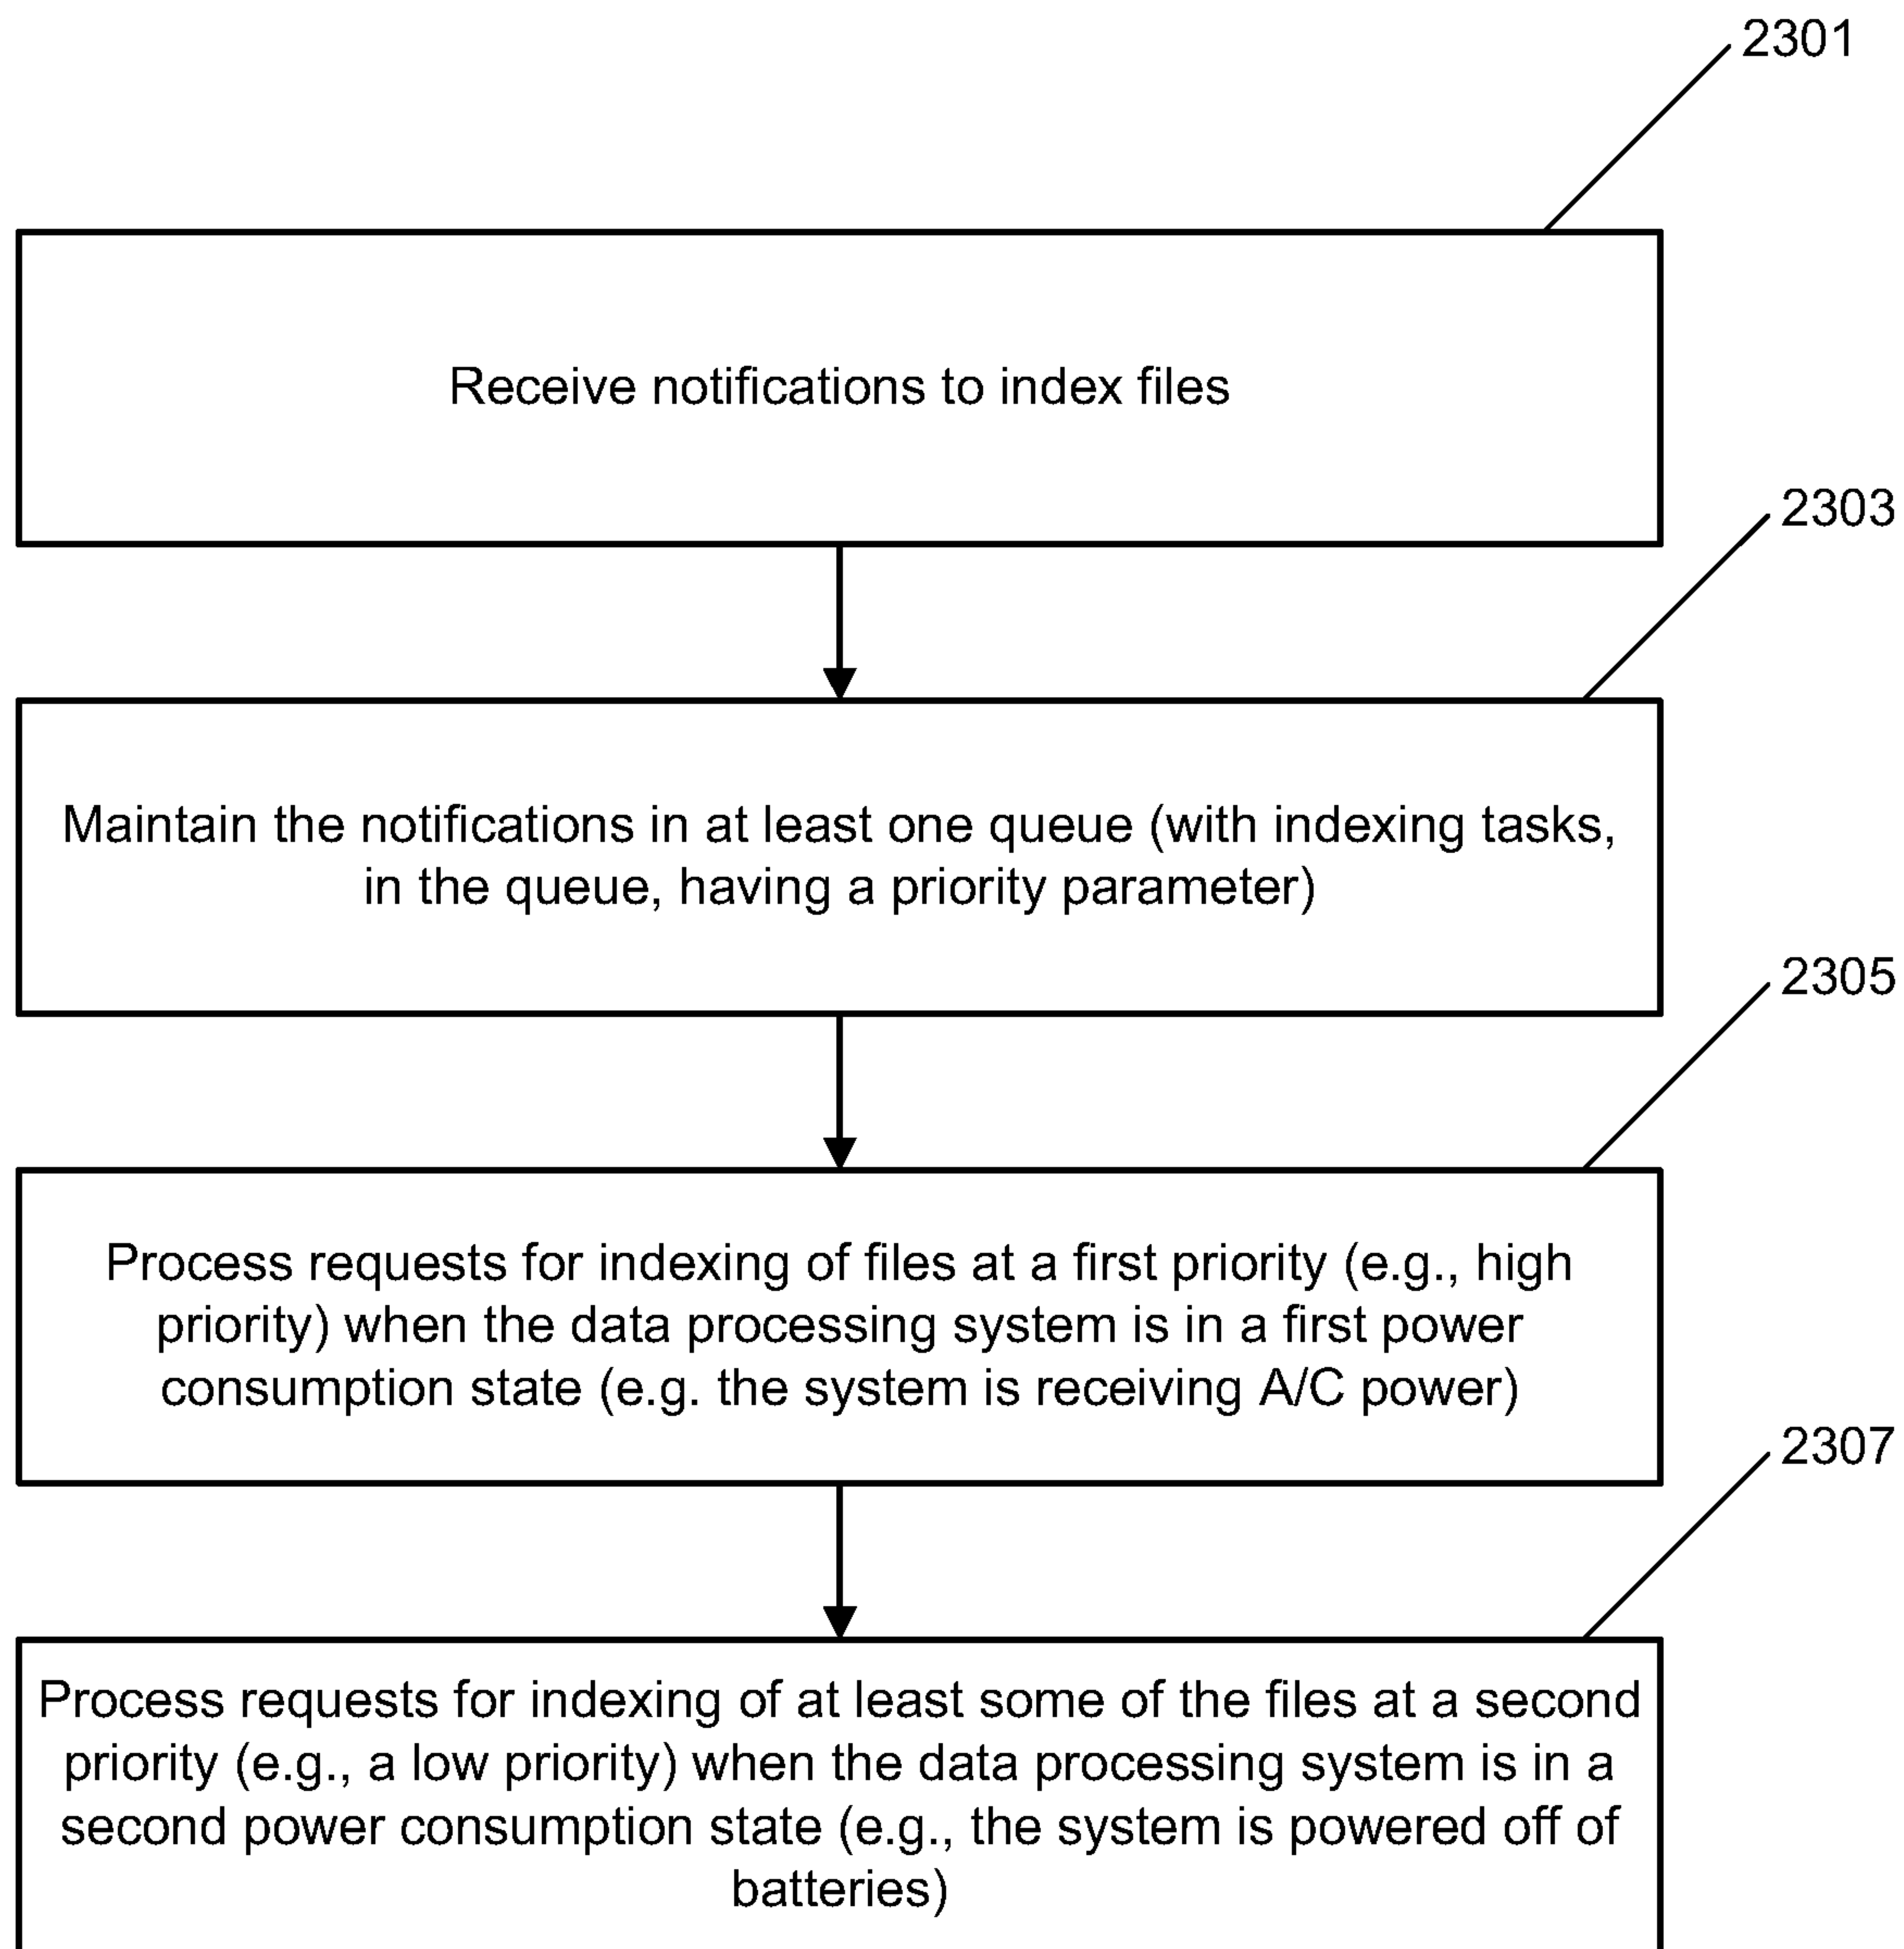 2301
Receive notifications to index files
2303
Maintain the notifications in at least one queue (with indexing tasks,
in the queue, having a priority parameter)
2305
Process requests for indexing of files at a first priority (e.g., high
priority) when the data processing system is in a first power
consumption state (e.g. the system is receiving A/C power)
2307
Process requests for indexing of at least some of the files at a second
priority (e.g., a low priority) when the data processing system is in a
second power consumption state (e.g., the system is powered off of
batteries)